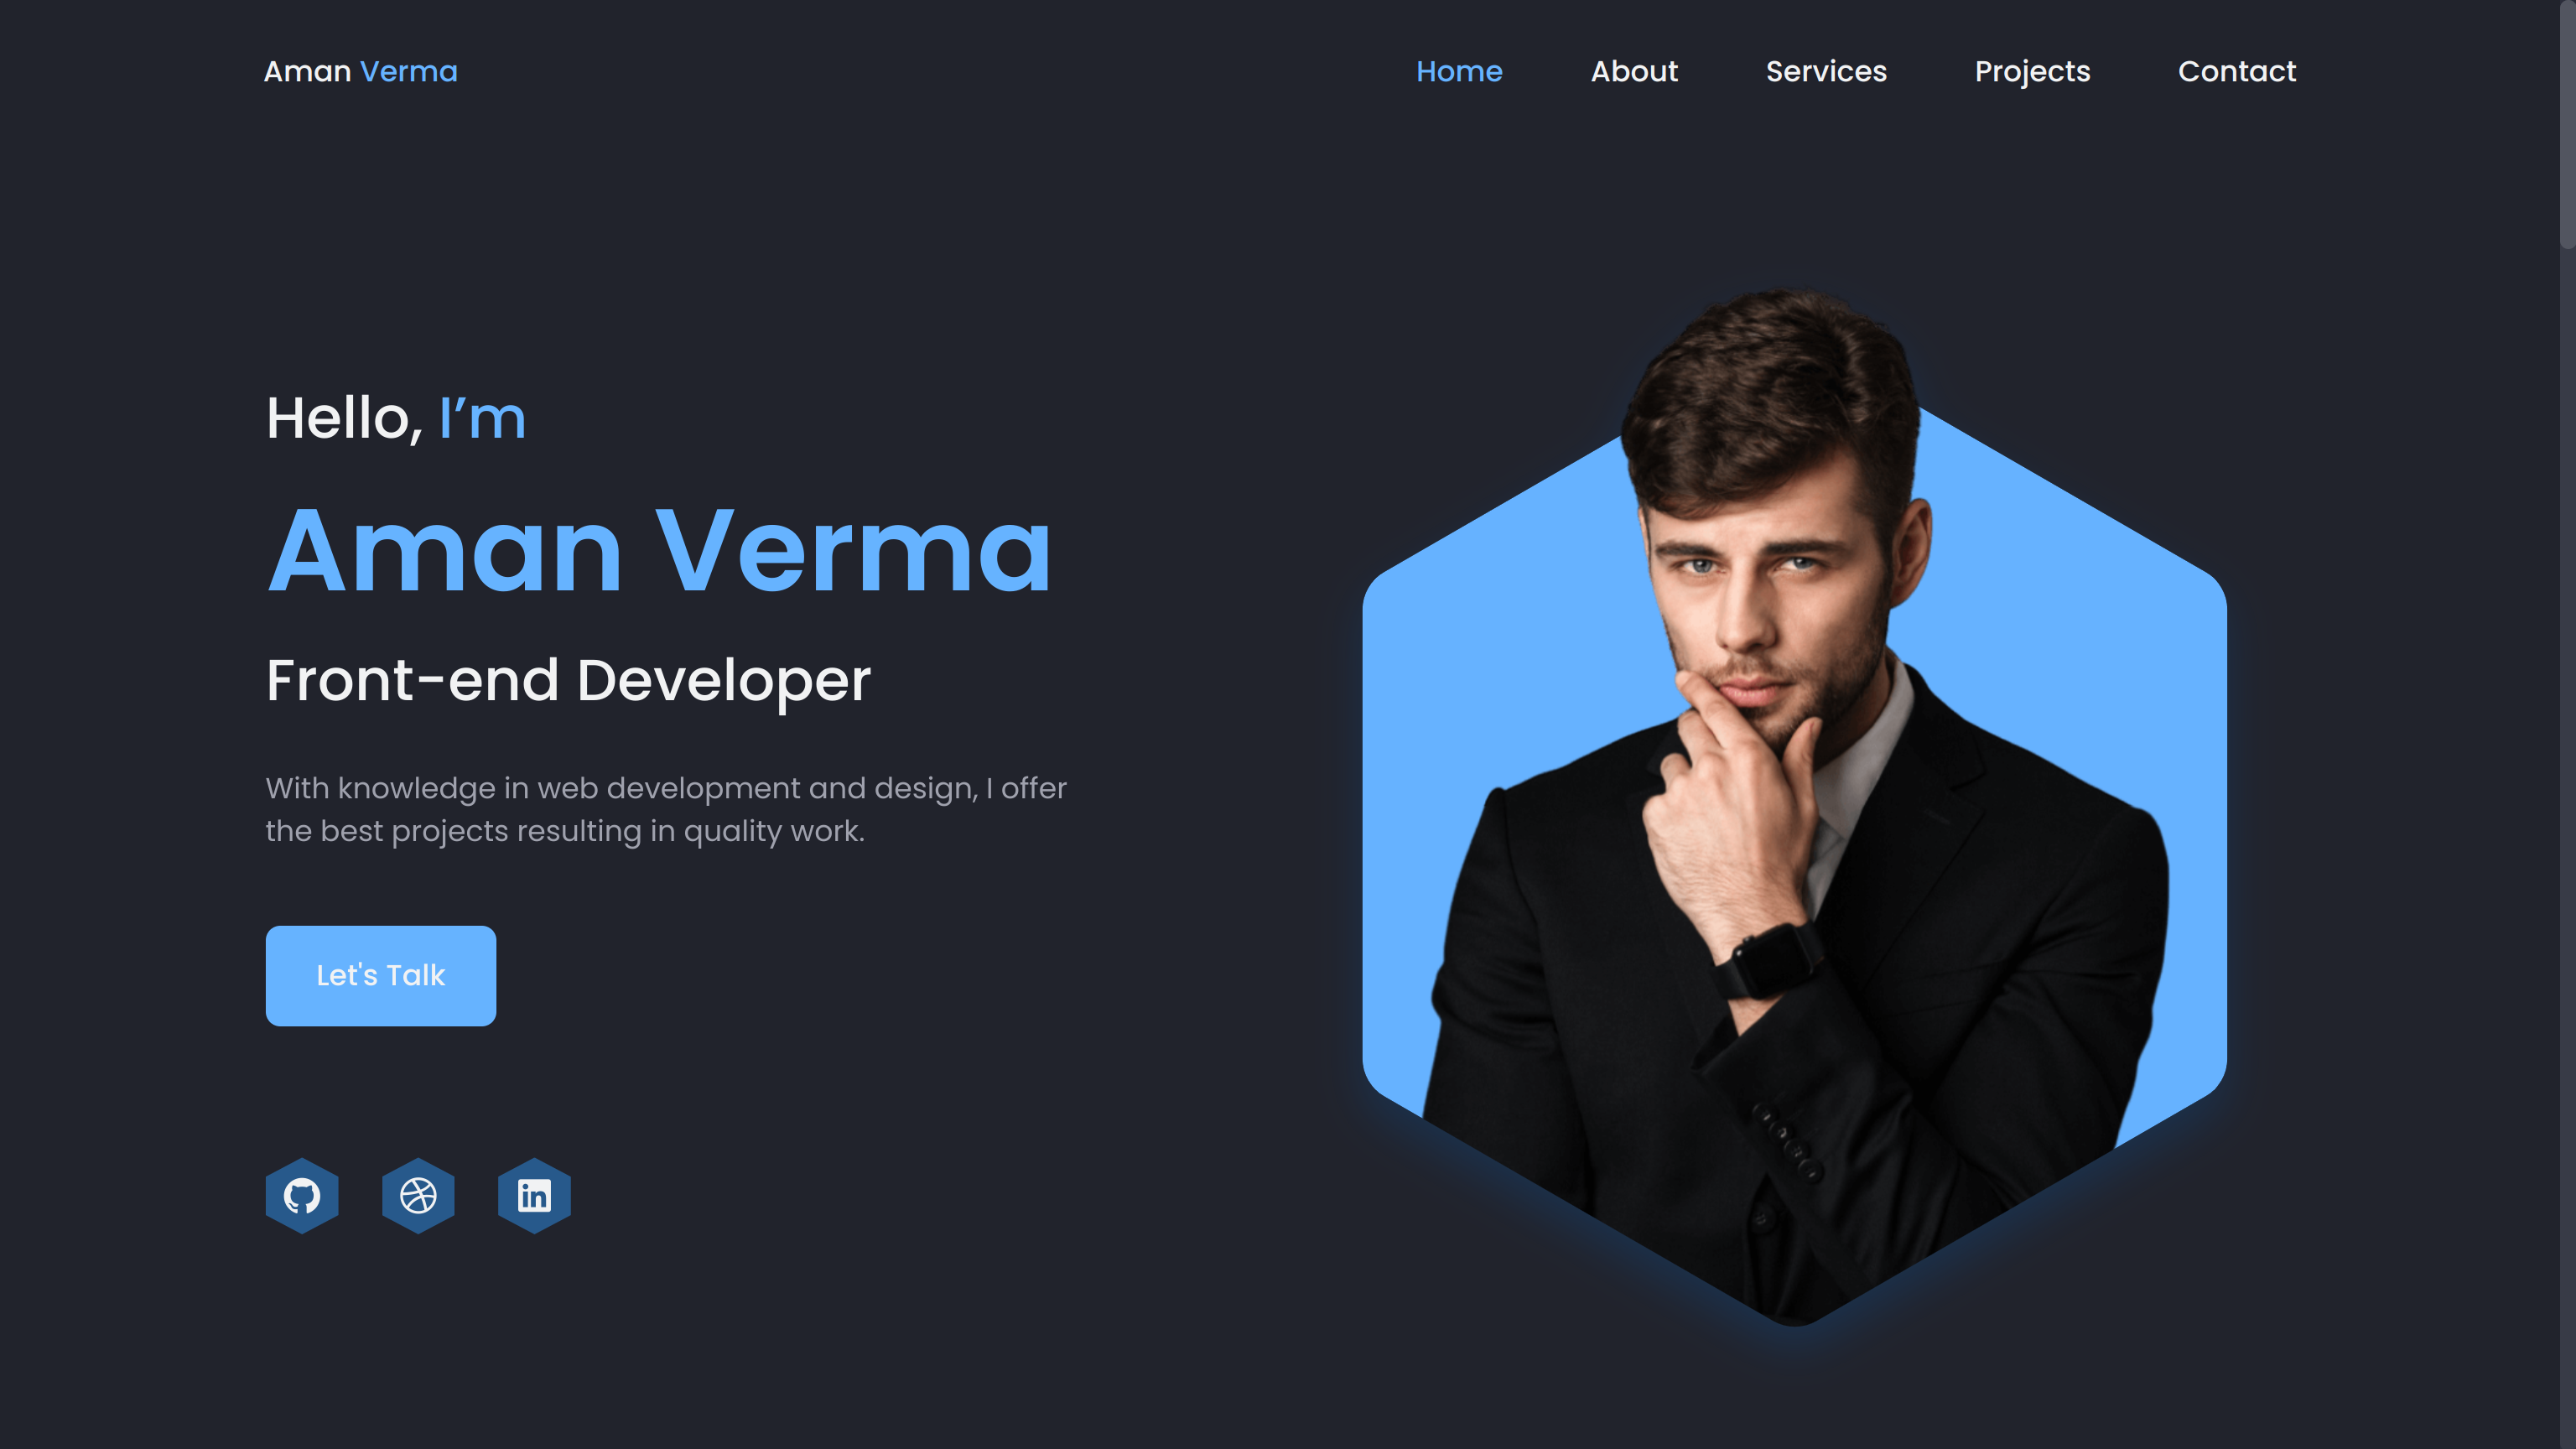 Aman Verma
Home About Services Projects Contact
Hello, I’m
Aman Verma
Front-end Developer
With knowledge in web development and design, I offer
the best projects resulting in quality work.
Let's Talk
in